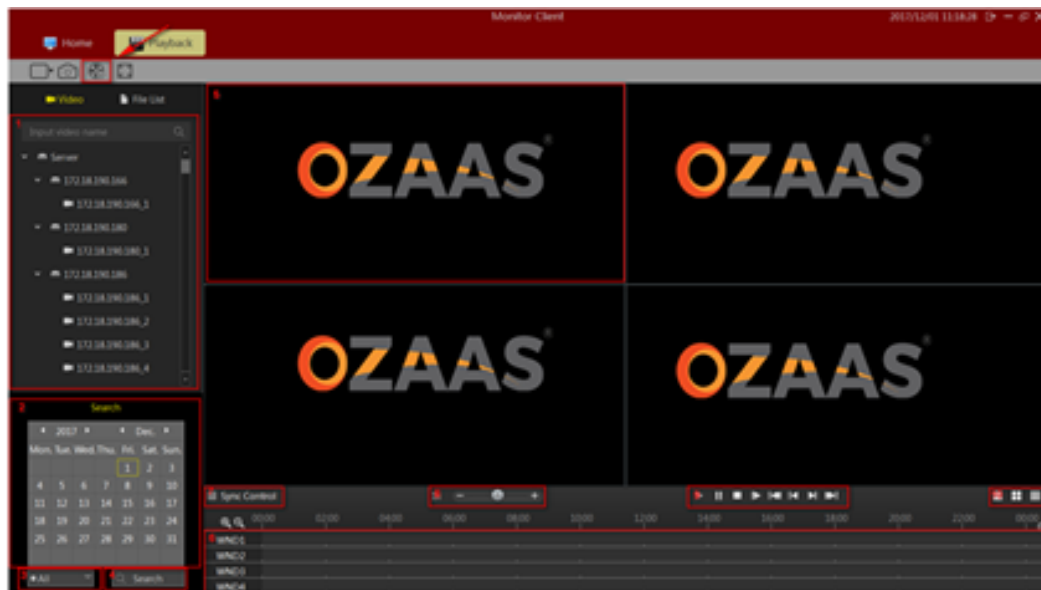 Monitor Client
2017/12/01 11:18:28
Home
Playback
Video
File List
1
Input video name
Server
172.18.190.166
172.18.190.166_1
172.18.190.180
172.18.190.180_1
172.18.190.186
172.18.190.186_1
172.18.190.186_2
172.18.190.186_3
172.18.190.186_4
OZAAS®
OZAAS®
OZAAS®
OZAAS®
2
Search
2017 Dec.
Mon. Tue. Wed. Thu. Fri. Sat. Sun.
1 2 3
4 5 6 7 8 9 10
11 12 13 14 15 16 17
18 19 20 21 22 23 24
25 26 27 28 29 30 31
3
All
Search
Sync Control
00:00 02:00 04:00 06:00 08:00 10:00 12:00 14:00 16:00 18:00 20:00 22:00 00:00
WND1
WND2
WND3
WND4